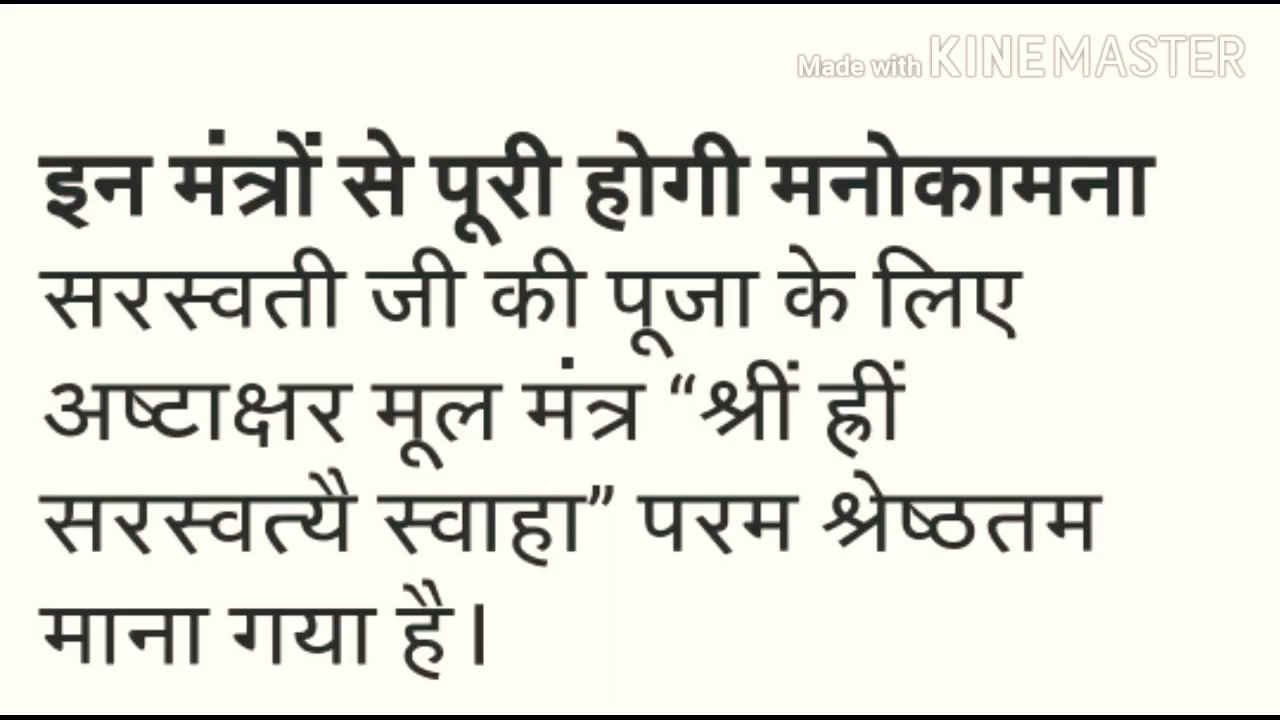 Made with KINEMASTER
इन मंत्रों से पूरी होगी मनोकामना
सरस्वती जी की पूजा के लिए
अष्टाक्षर मूल मंत्र “श्रीं ह्रीं
सरस्वत्यै स्वाहा” परम श्रेष्ठतम
माना गया है।